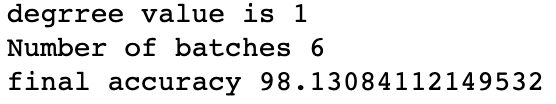 degrree value is 1
Number of batches 6
final accuracy 98.13084112149532